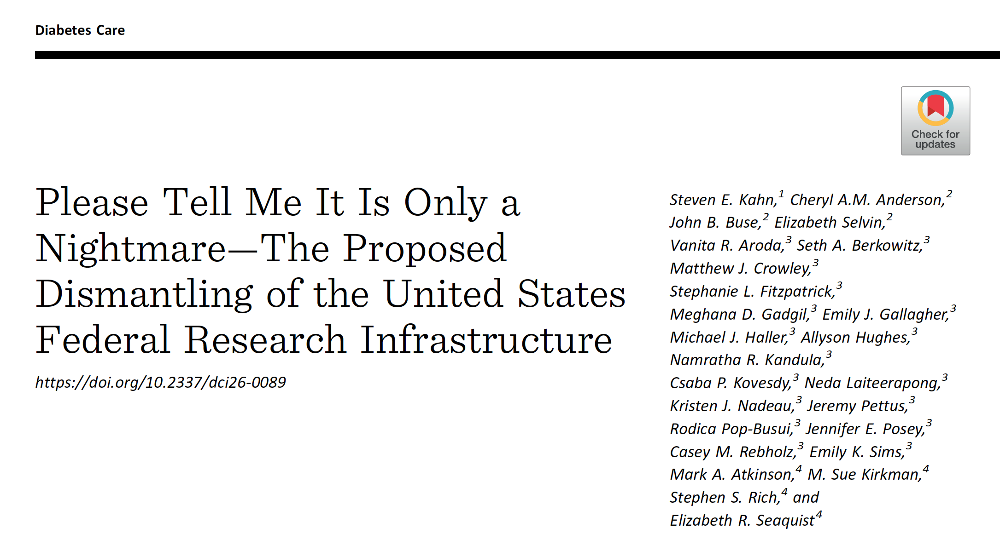 Diabetes Care
Check for
updates
Please Tell Me It Is Only a
Nightmare—The Proposed
Dismantling of the United States
Federal Research Infrastructure
https://doi.org/10.2337/dci26-0089
Steven E. Kahn,1 Cheryl A.M. Anderson,2
John B. Buse,2 Elizabeth Selvin,2
Vanita R. Aroda,3 Seth A. Berkowitz,3
Matthew J. Crowley,3
Stephanie L. Fitzpatrick,3
Meghana D. Gadgil,3 Emily J. Gallagher,3
Michael J. Haller,3 Allyson Hughes,3
Namratha R. Kandula,3
Csaba P. Kovesdy,3 Neda Laiteerapong,3
Kristen J. Nadeau,3 Jeremy Pettus,3
Rodica Pop-Busui,3 Jennifer E. Posey,3
Casey M. Rebholz,3 Emily K. Sims,3
Mark A. Atkinson,4 M. Sue Kirkman,4
Stephen S. Rich,4 and
Elizabeth R. Seaquist4